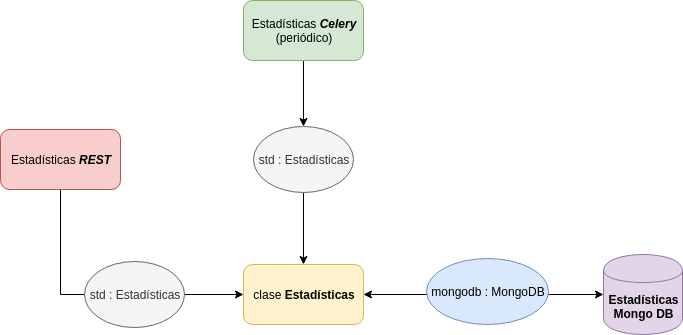 Estadísticas Celery
(periódico)
std : Estadísticas
Estadísticas REST
std : Estadísticas
clase Estadísticas
mongodb : MongoDB
Estadísticas
Mongo DB